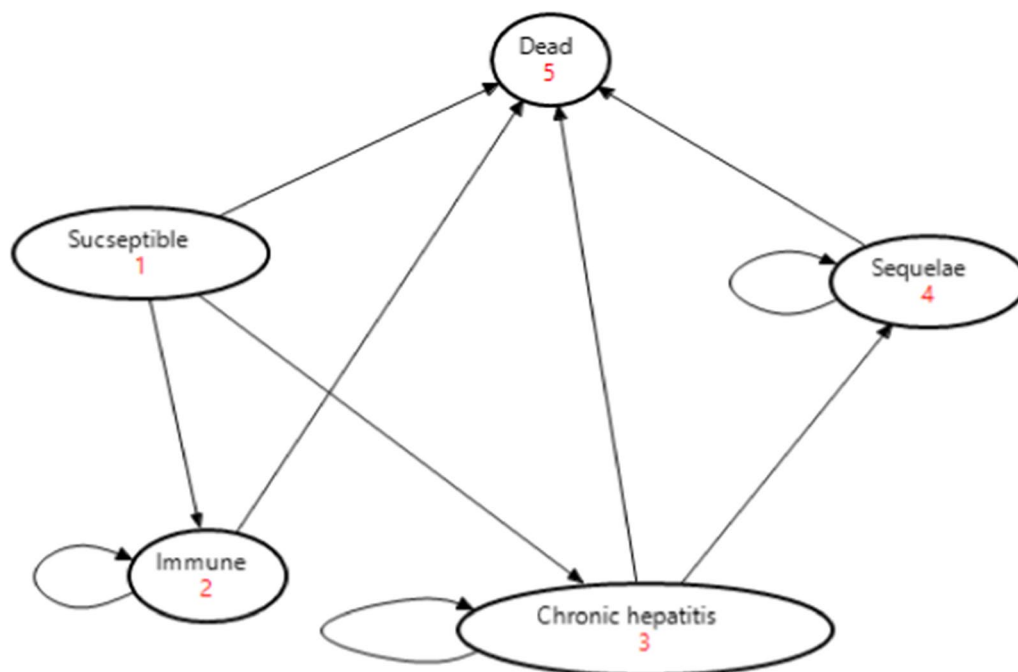 Dead
5
Sucseptible
1
Sequelae
4
Immune
2
Chronic hepatitis
3